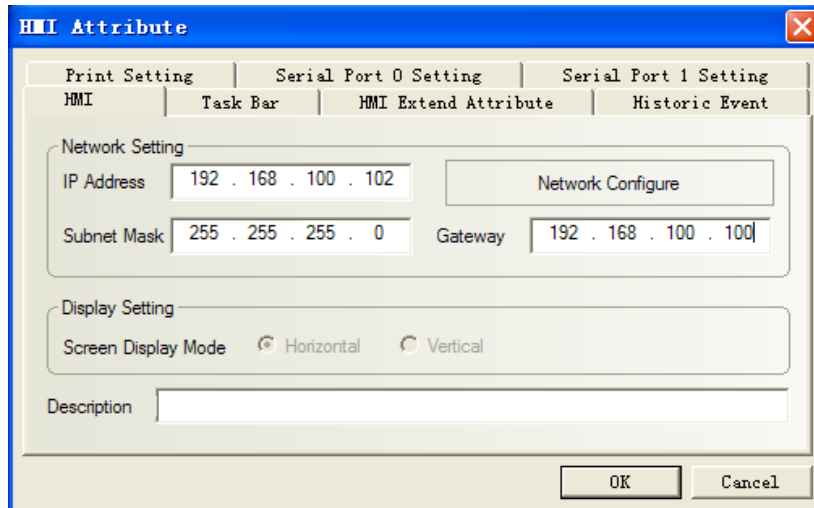 HMI Attribute
Print Setting Serial Port 0 Setting Serial Port 1 Setting
HMI Task Bar HMI Extend Attribute Historic Event
Network Setting
IP Address 192 . 168 . 100 . 102 Network Configure
Subnet Mask 255 . 255 . 255 . 0 Gateway 192 . 168 . 100 . 100
Display Setting
Screen Display Mode Horizontal Vertical
Description
OK Cancel